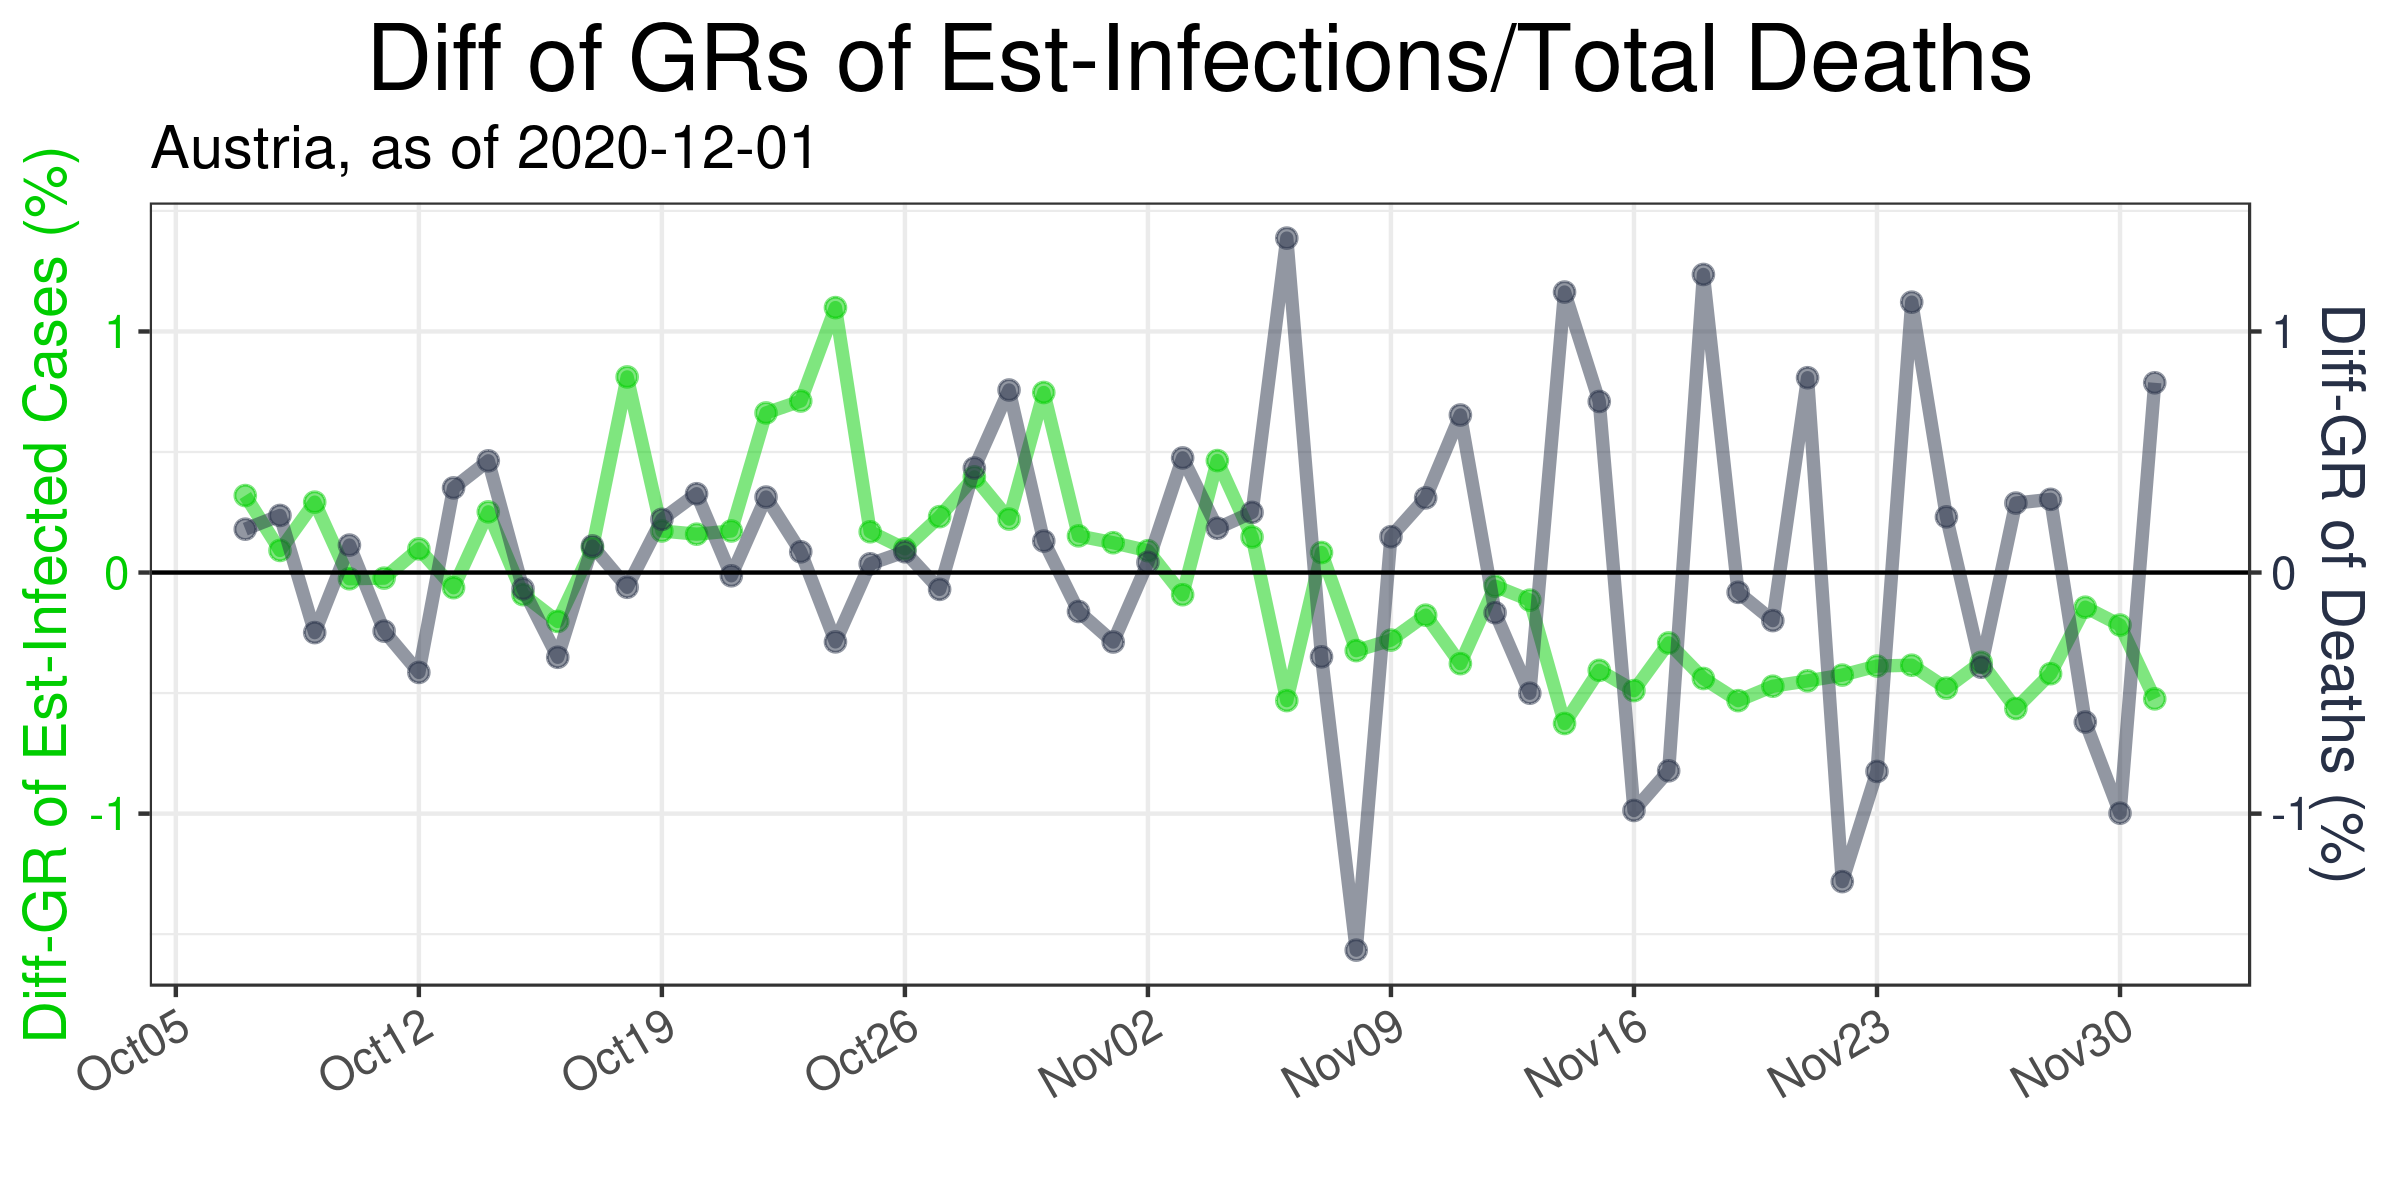 Diff of GRs of Est-Infections/Total Deaths
Austria, as of 2020-12-01
Diff-GR of Est-Infected Cases (%)
1
0
-1
1
0
-1
Diff-GR of Deaths (%)
Oct05
Oct12
Oct19
Oct26
Nov02
Nov09
Nov16
Nov23
Nov30